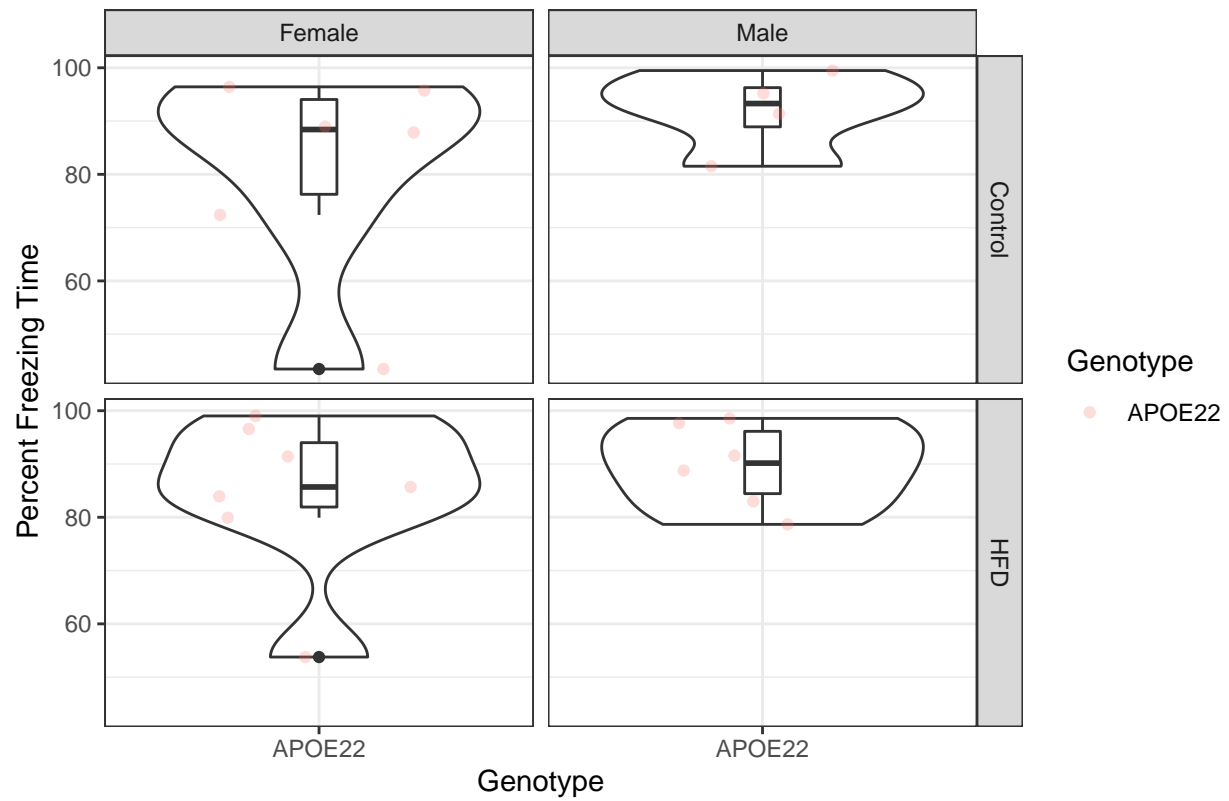 Female
Male
100
80
60
Control
100
80
60
HFD
Percent Freezing Time
APOE22
APOE22
Genotype
Genotype
APOE22